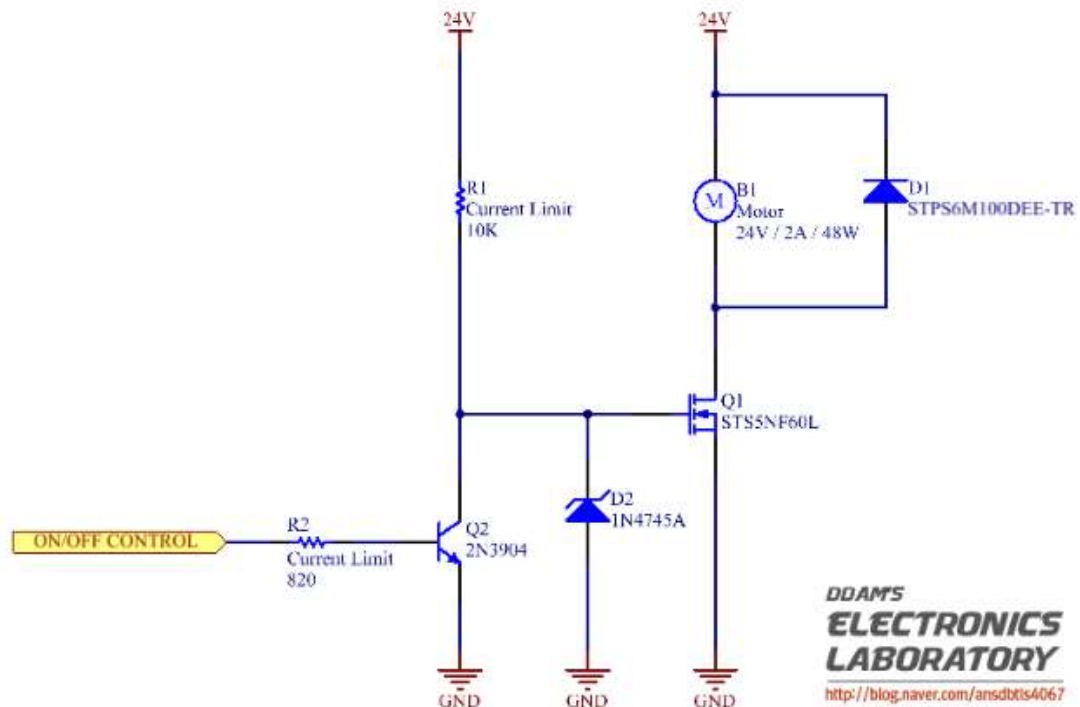 24V
24V
R1
Current Limit
10K
B1
Motor
24V / 2A / 48W
D1
STPS6M100DEE-TR
Q1
STS5NF60L
D2
1N4745A
ON/OFF CONTROL
R2
Current Limit
820
Q2
2N3904
M
GND
GND
GND
DDAM'S
ELECTRONICS
LABORATORY
http://blog.naver.com/ansdbtls4067